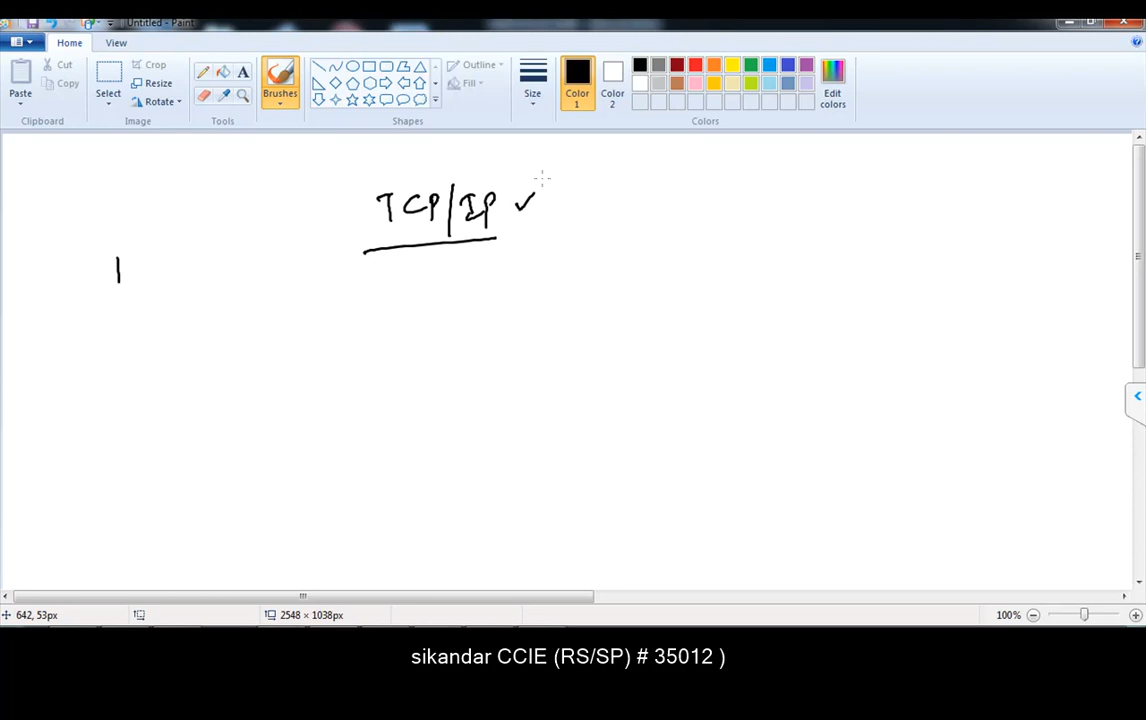 Untitled - Paint
Home View
Cut
Copy
Paste
Clipboard
Select
Crop
Resize
Rotate
Image
A
Tools
Brushes
Outline
Fill
Shapes
Size
Color 1
Color 2
Edit colors
Colors
TCP/IP ✓
1
642, 53px
2548 × 1038px
100%
sikandar CCIE (RS/SP) # 35012 )